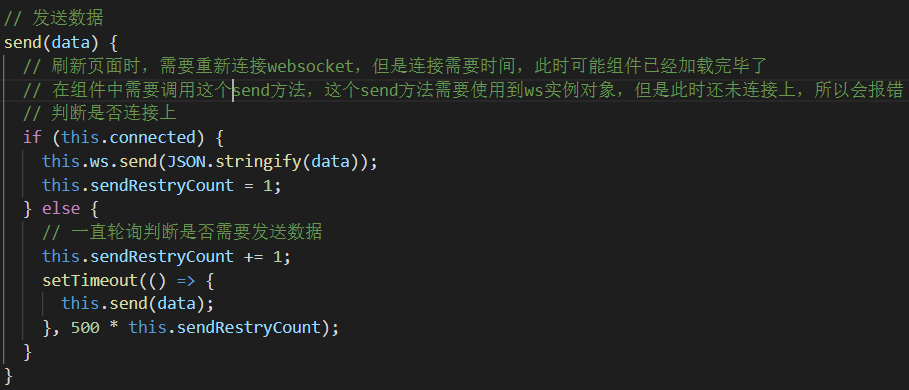 // 发送数据
send(data) {
// 刷新页面时，需要重新连接websocket，但是连接需要时间，此时可能组件已经加载完毕了
// 在组件中需要调用这个send方法，这个send方法需要使用到ws实例对象，但是此时还未连接上，所以会报错
// 判断是否连接上
if (this.connected) {
this.ws.send(JSON.stringify(data));
this.sendRestryCount = 1;
} else {
// 一直轮询判断是否需要发送数据
this.sendRestryCount += 1;
setTimeout(() => {
this.send(data);
}, 500 * this.sendRestryCount);
}
}